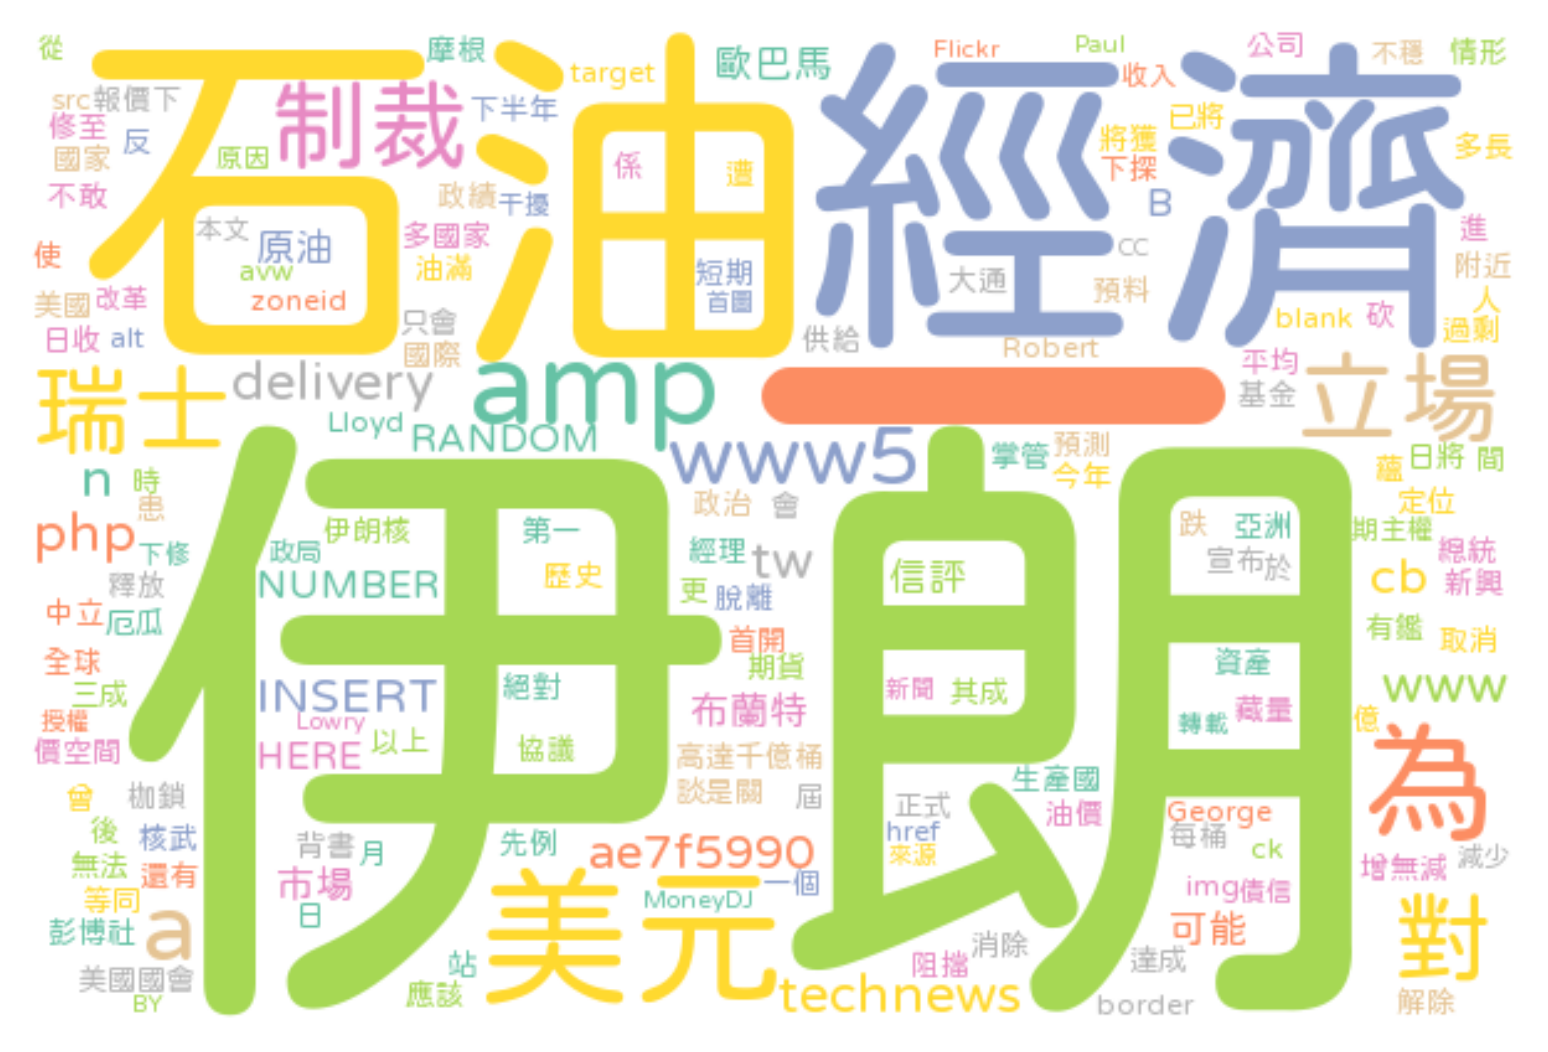 從
摩根
target
歐巴馬
Flickr
Paul
公司
不穩
情形
石油
經濟
收入
src
報價下
制裁
下半年
已將
修至
反
將獲
多長
國家
原因
係
遭
下探
不敢
政績
干擾
B
本文
原油
多國家
cc
進
使
avw
油滿
短期
大通
預料
附近
美國
改革
zoneid
首圖
人
日收
alt
只會
供給
blank
砍
過剩
國際
Robert
平均
瑞士
delivery
amp
一
基金
立場
Lloyd
RANDOM
www5
掌管
預測
蘊
日將
間
n
時
今年
伊朗
患
政治
會
定位
php
下修
政局
伊朗核
第一
經理
tw
跌
亞洲
期主權
總統
釋放
NUMBER
歷史
更
脫離
信評
宣布
於
cb
新興
中立
厄瓜
首開
有鑑
取消
全球
期貨
資產
三成
INSERT
絕對
新聞
其成
www
授權
Lowry
布蘭特
轉載
藏量
億
價空間
HERE
以上
協議
高達千億桶
為
曾
枷鎖
談是關
屆
正式
生產國
油價
George
後
核武
背書
月
先例
ae7f5990
href
每桶
ck
無法
還有
市場
來源
增無減
減少
等同
日
美元
MoneyDJ
一個
img
債信
彭博社
a
可能
對
美國國會
站
阻擋
消除
達成
BY
應該
technews
border
解除